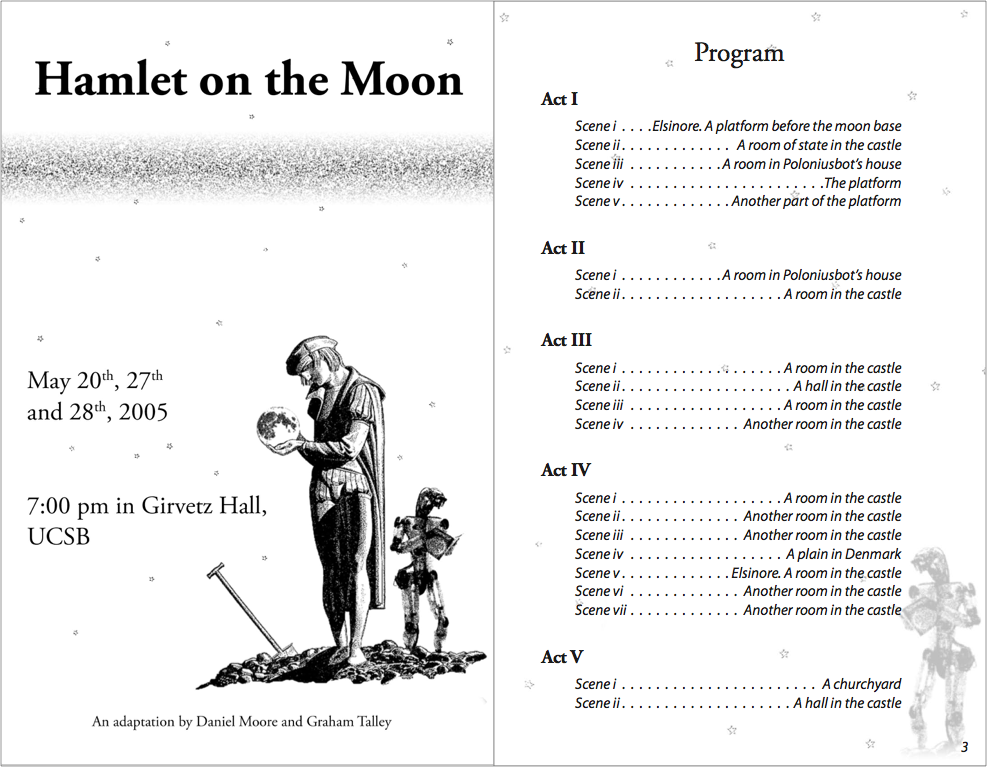 Hamlet on the Moon
May 20th, 27th
and 28th, 2005
7:00 pm in Girvetz Hall,
UCSB
An adaptation by Daniel Moore and Graham Talley
Program
Act I
Scene i . . . .Elsinore. A platform before the moon base
Scene ii . . . . . . . . . . . . . A room of state in the castle
Scene iii . . . . . . . . . . .A room in Poloniusbot's house
Scene iv . . . . . . . . . . . . . . . . . . . . . . .The platform
Scene v . . . . . . . . . . . . . Another part of the platform
Act II
Scene i . . . . . . . . . . . .A room in Poloniusbot's house
Scene ii . . . . . . . . . . . . . . . . . . . A room in the castle
Act III
Scene i . . . . . . . . . . . . . . . . . . . A room in the castle
Scene ii . . . . . . . . . . . . . . . . . . . . A hall in the castle
Scene iii . . . . . . . . . . . . . . . . . . A room in the castle
Scene iv . . . . . . . . . . . . . Another room in the castle
Act IV
Scene i . . . . . . . . . . . . . . . . . . . A room in the castle
Scene ii . . . . . . . . . . . . . . Another room in the castle
Scene iii . . . . . . . . . . . . . Another room in the castle
Scene iv . . . . . . . . . . . . . . . . . . A plain in Denmark
Scene v . . . . . . . . . . . . .Elsinore. A room in the castle
Scene vi . . . . . . . . . . . . . Another room in the castle
Scene vii . . . . . . . . . . . . . Another room in the castle
Act V
Scene i . . . . . . . . . . . . . . . . . . . . . . . A churchyard
Scene ii . . . . . . . . . . . . . . . . . . . . A hall in the castle
3